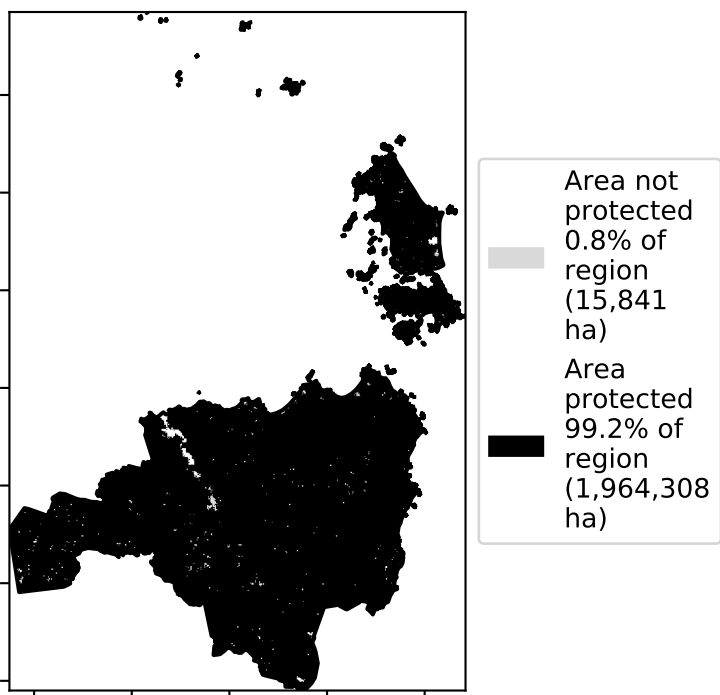 Area not
protected
0.8% of
region
(15,841
ha)
Area
protected
99.2% of
region
(1,964,308
ha)